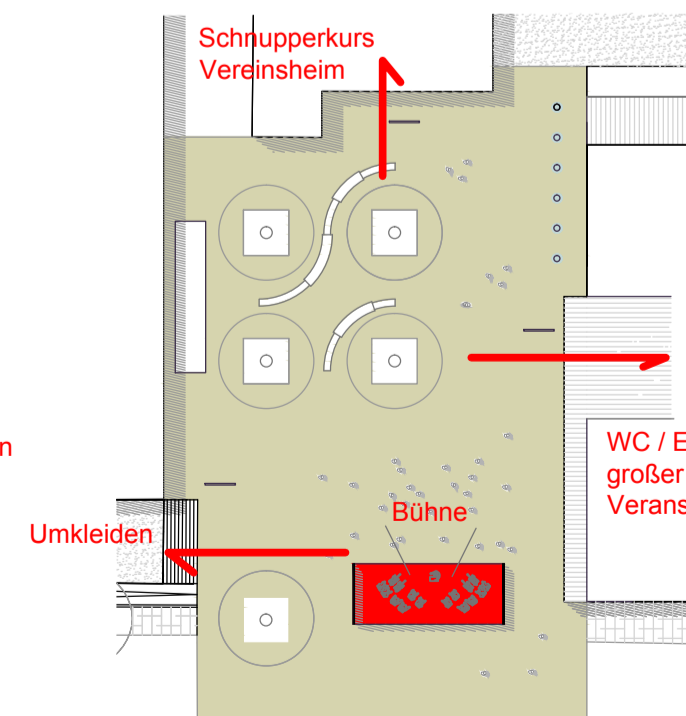 Schnupperkurs
Vereinsheim
n
WC / E
großer
Verans
Bühne
Umkleiden